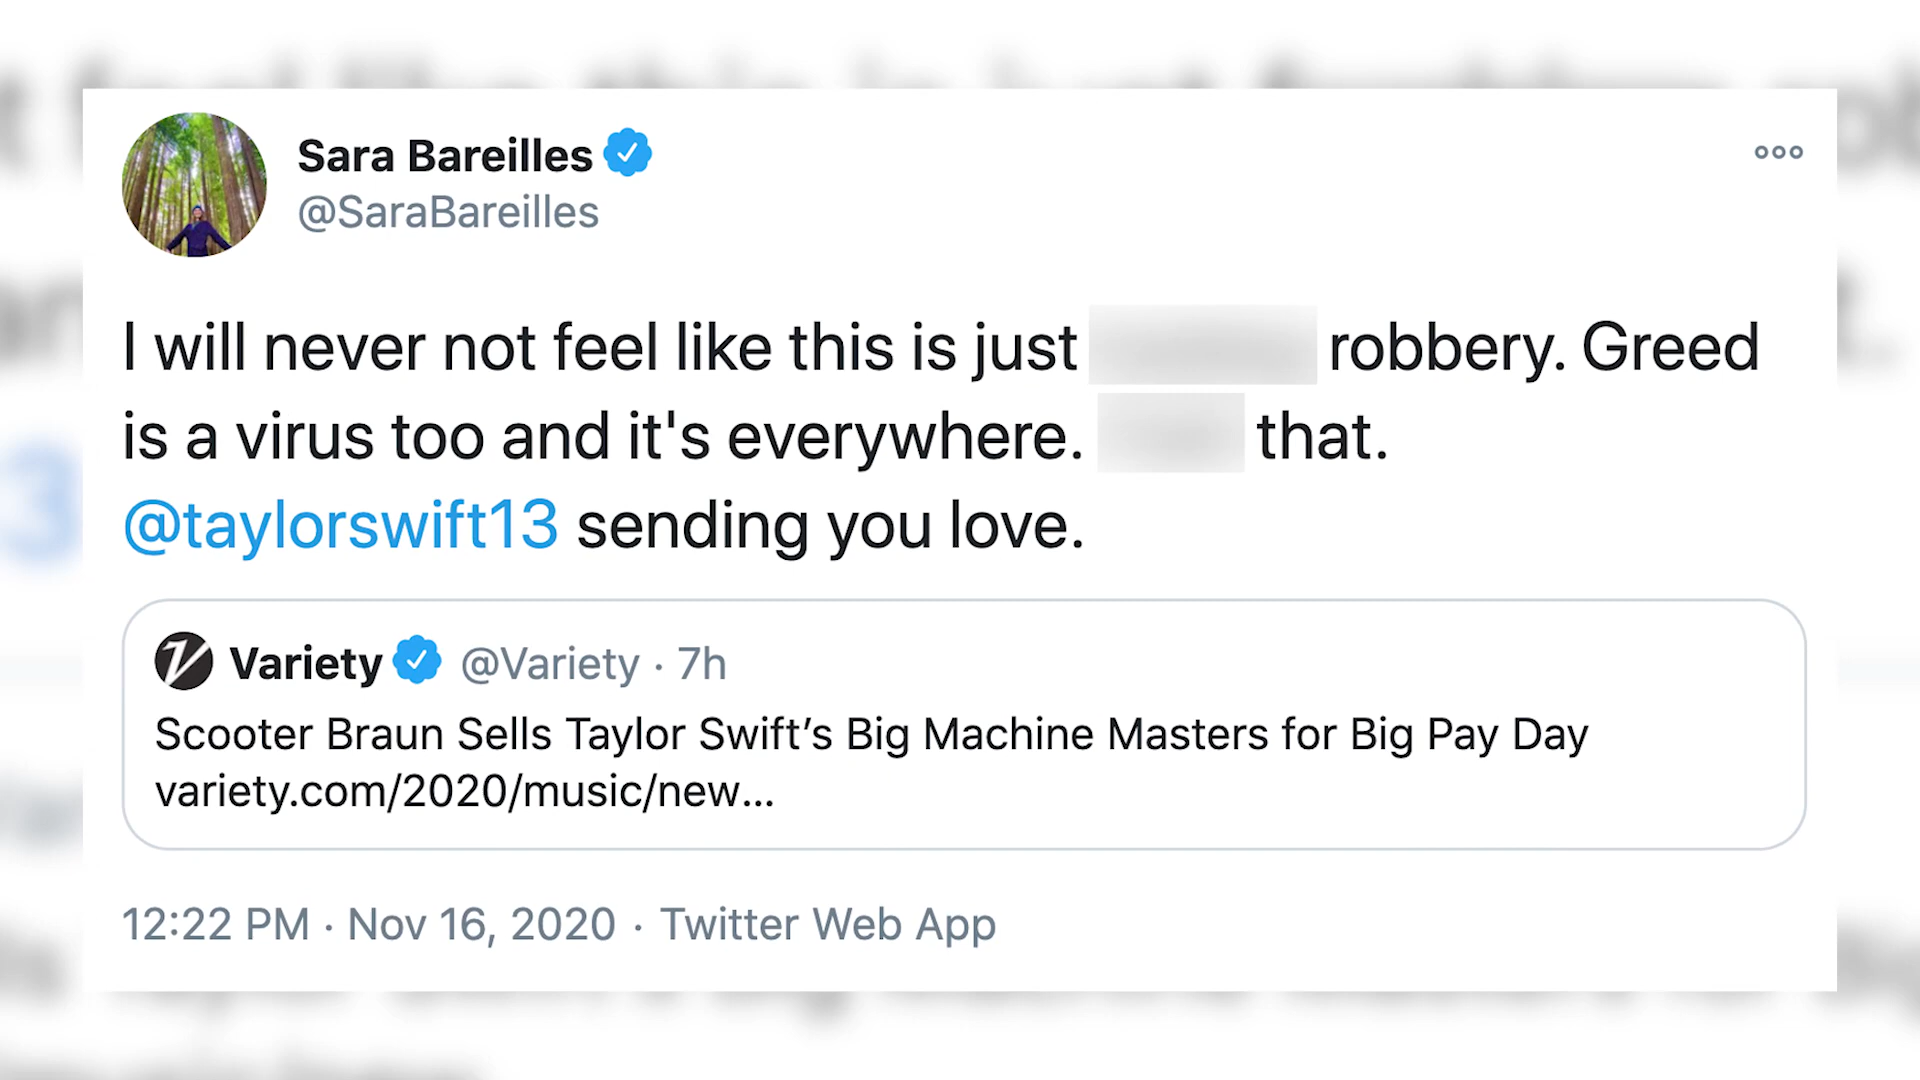 Sara Bareilles
@SaraBareilles
I will never not feel like this is just robbery. Greed
is a virus too and it's everywhere. that.
@taylorswift13 sending you love.
Variety @Variety · 7h
Scooter Braun Sells Taylor Swift’s Big Machine Masters for Big Pay Day
variety.com/2020/music/new...
12:22 PM · Nov 16, 2020 · Twitter Web App